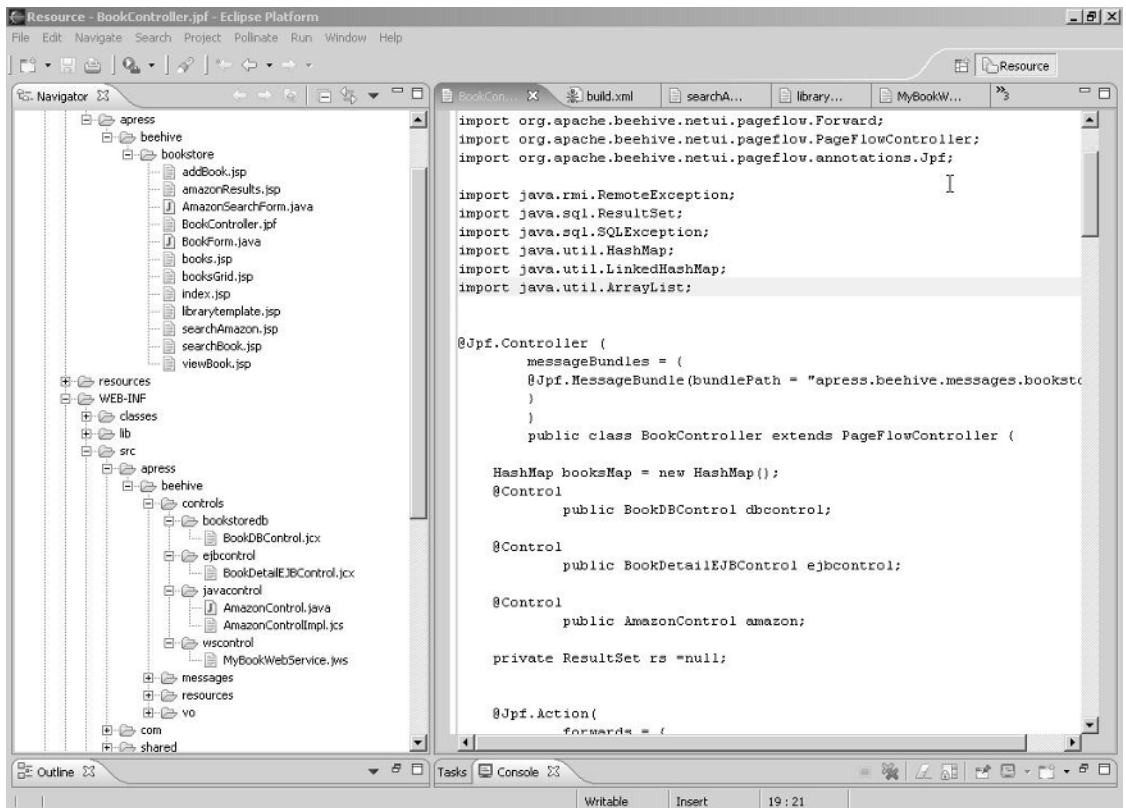 Resource - BookController.jpf - Eclipse Platform
File Edit Navigate Search Project Pollinate Run Window Help
Resource
Navigator
apress
beehive
bookstore
addBook.jsp
amazonResults.jsp
AmazonSearchForm.java
BookController.jpf
BookForm.java
books.jsp
booksGrid.jsp
index.jsp
librarytemplate.jsp
searchAmazon.jsp
searchBook.jsp
viewBook.jsp
resources
WEB-INF
classes
lib
src
apress
beehive
controls
bookstoredb
BookDBControl.jcx
ejbcontrol
BookDetailEJBControl.jcx
javacontrol
AmazonControl.java
AmazonControlImpl.jcs
wscontrol
MyBookWebService.jws
messages
resources
vo
com
shared
Outline
BookCon... build.xml searchA... library... MyBookW... »3
import org.apache.beehive.netui.pageflow.Forward;
import org.apache.beehive.netui.pageflow.PageFlowController;
import org.apache.beehive.netui.pageflow.annotations.Jpf;
import java.rmi.RemoteException;
import java.sql.ResultSet;
import java.sql.SQLException;
import java.util.HashMap;
import java.util.LinkedHashMap;
import java.util.ArrayList;
@Jpf.Controller (
messageBundles = {
@Jpf.MessageBundle(bundlePath = "apress.beehive.messages.booksto
}
)
public class BookController extends PageFlowController {
HashMap booksMap = new HashMap();
@Control
public BookDBControl dbcontrol;
@Control
public BookDetailEJBControl ejbcontrol;
@Control
public AmazonControl amazon;
private ResultSet rs =null;
@Jpf.Action(
forwards = {
Tasks Console
Writable Insert 19 : 21